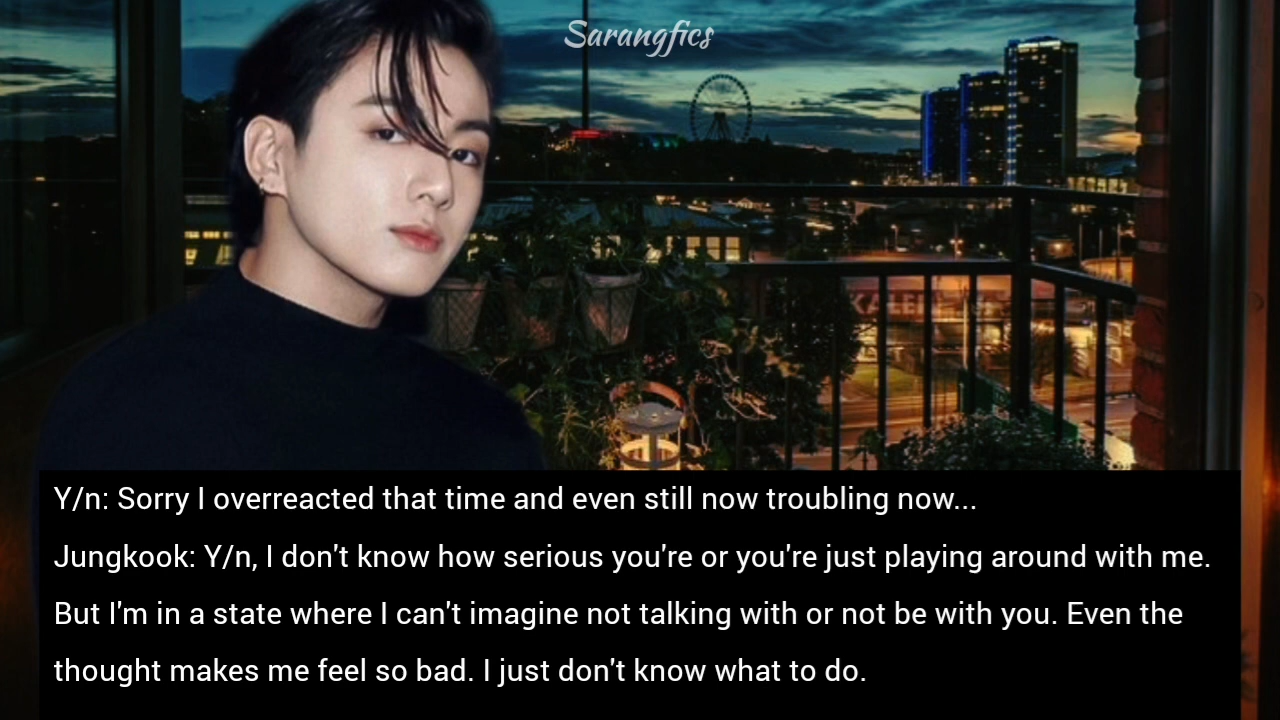 Sarangfics
Y/n: Sorry I overreacted that time and even still now troubling now...
Jungkook: Y/n, I don't know how serious you're or you're just playing around with me.
But I'm in a state where I can't imagine not talking with or not be with you. Even the
thought makes me feel so bad. I just don't know what to do.